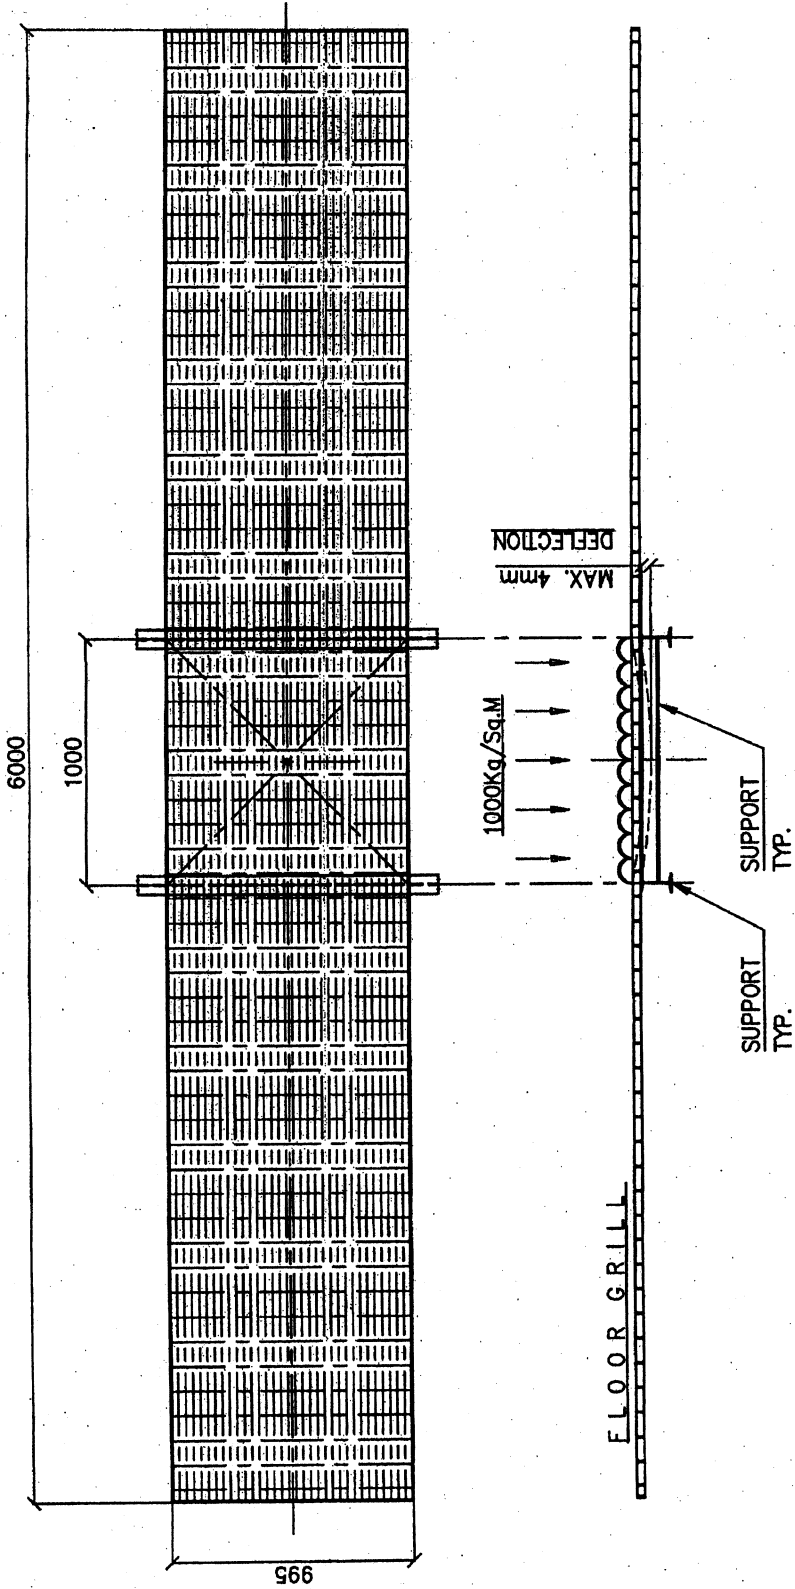 6000
1000
995
1000Kg/Sq.M
MAX. 4mm
DEFLECTION
SUPPORT
TYP.
SUPPORT
TYP.
FLOOR GRILL